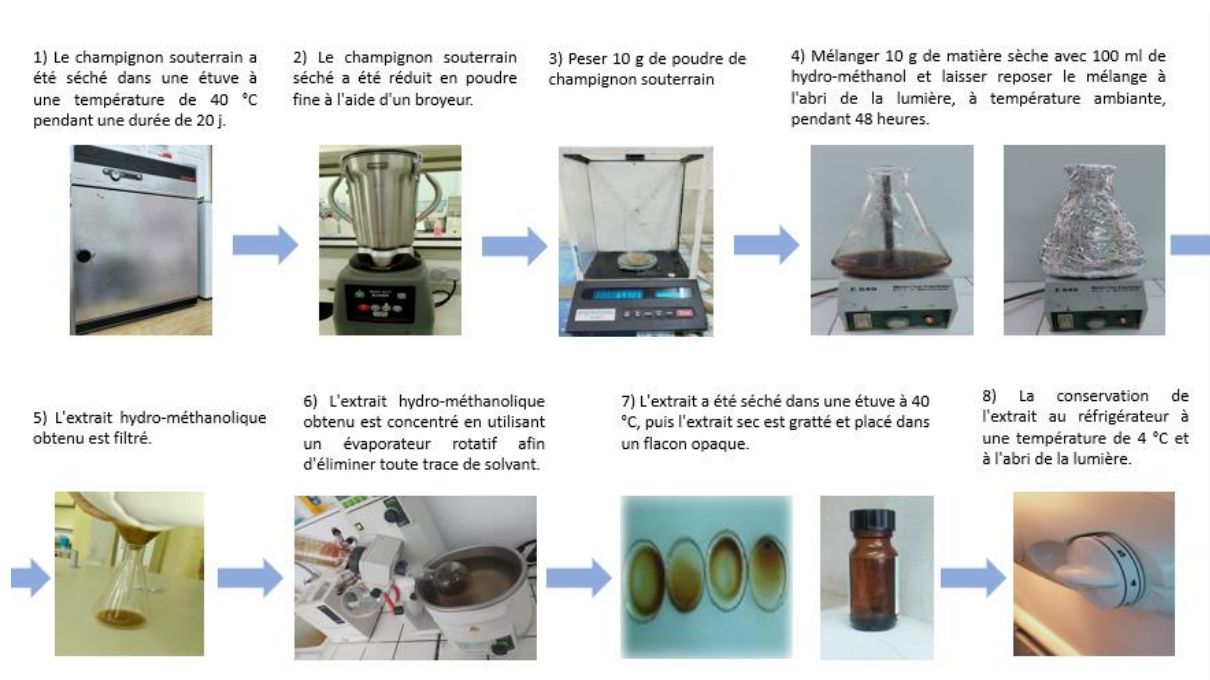 1) Le champignon souterrain a
été séché dans une étuve à
une température de 40 °C
pendant une durée de 20 j.
2) Le champignon souterrain
séché a été réduit en poudre
fine à l'aide d'un broyeur.
3) Peser 10 g de poudre de
champignon souterrain
4) Mélanger 10 g de matière sèche avec 100 ml de
hydro-méthanol et laisser reposer le mélange à
l'abri de la lumière, à température ambiante,
pendant 48 heures.
5) L'extrait hydro-méthanolique
obtenu est filtré.
6) L'extrait hydro-méthanolique
obtenu est concentré en utilisant
un évaporateur rotatif afin
d'éliminer toute trace de solvant.
7) L'extrait a été séché dans une étuve à 40
°C, puis l'extrait sec est gratté et placé dans
un flacon opaque.
8) La conservation de
l'extrait au réfrigérateur à
une température de 4 °C et
à l'abri de la lumière.